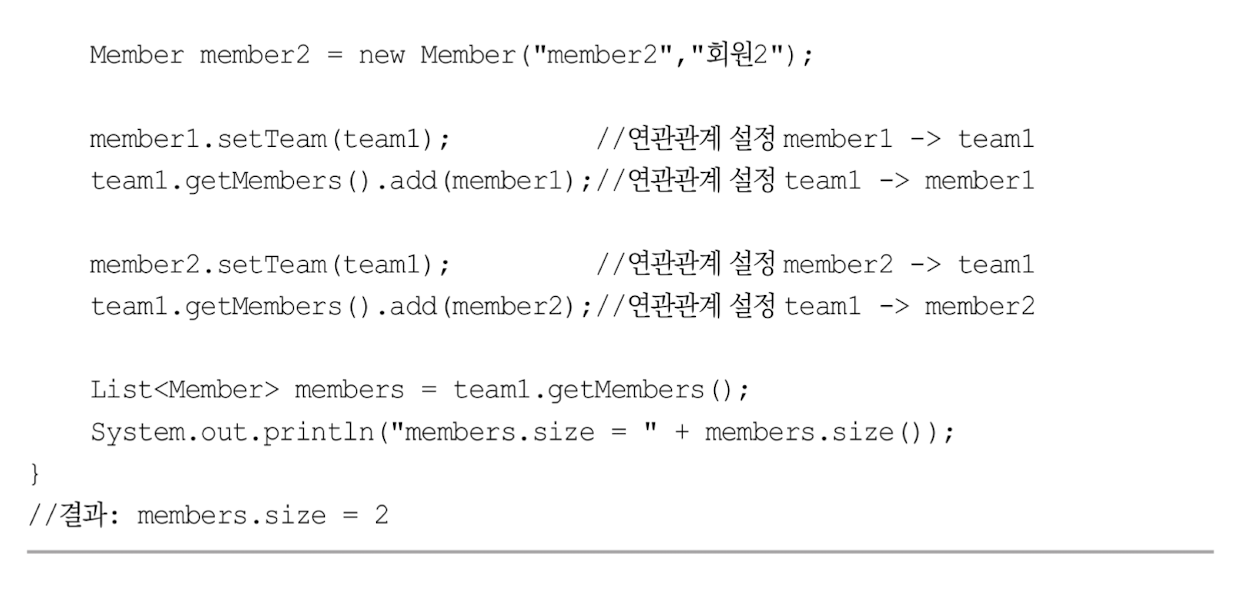 Member member2 = new Member("member2","회원2");
member1.setTeam(team1); //연관관계 설정 member1 -> team1
team1.getMembers().add(member1);//연관관계 설정 team1 -> member1
member2.setTeam(team1); //연관관계 설정 member2 -> team1
team1.getMembers().add(member2);//연관관계 설정 team1 -> member2
List<Member> members = team1.getMembers();
System.out.println("members.size = " + members.size());
}
//결과: members.size = 2